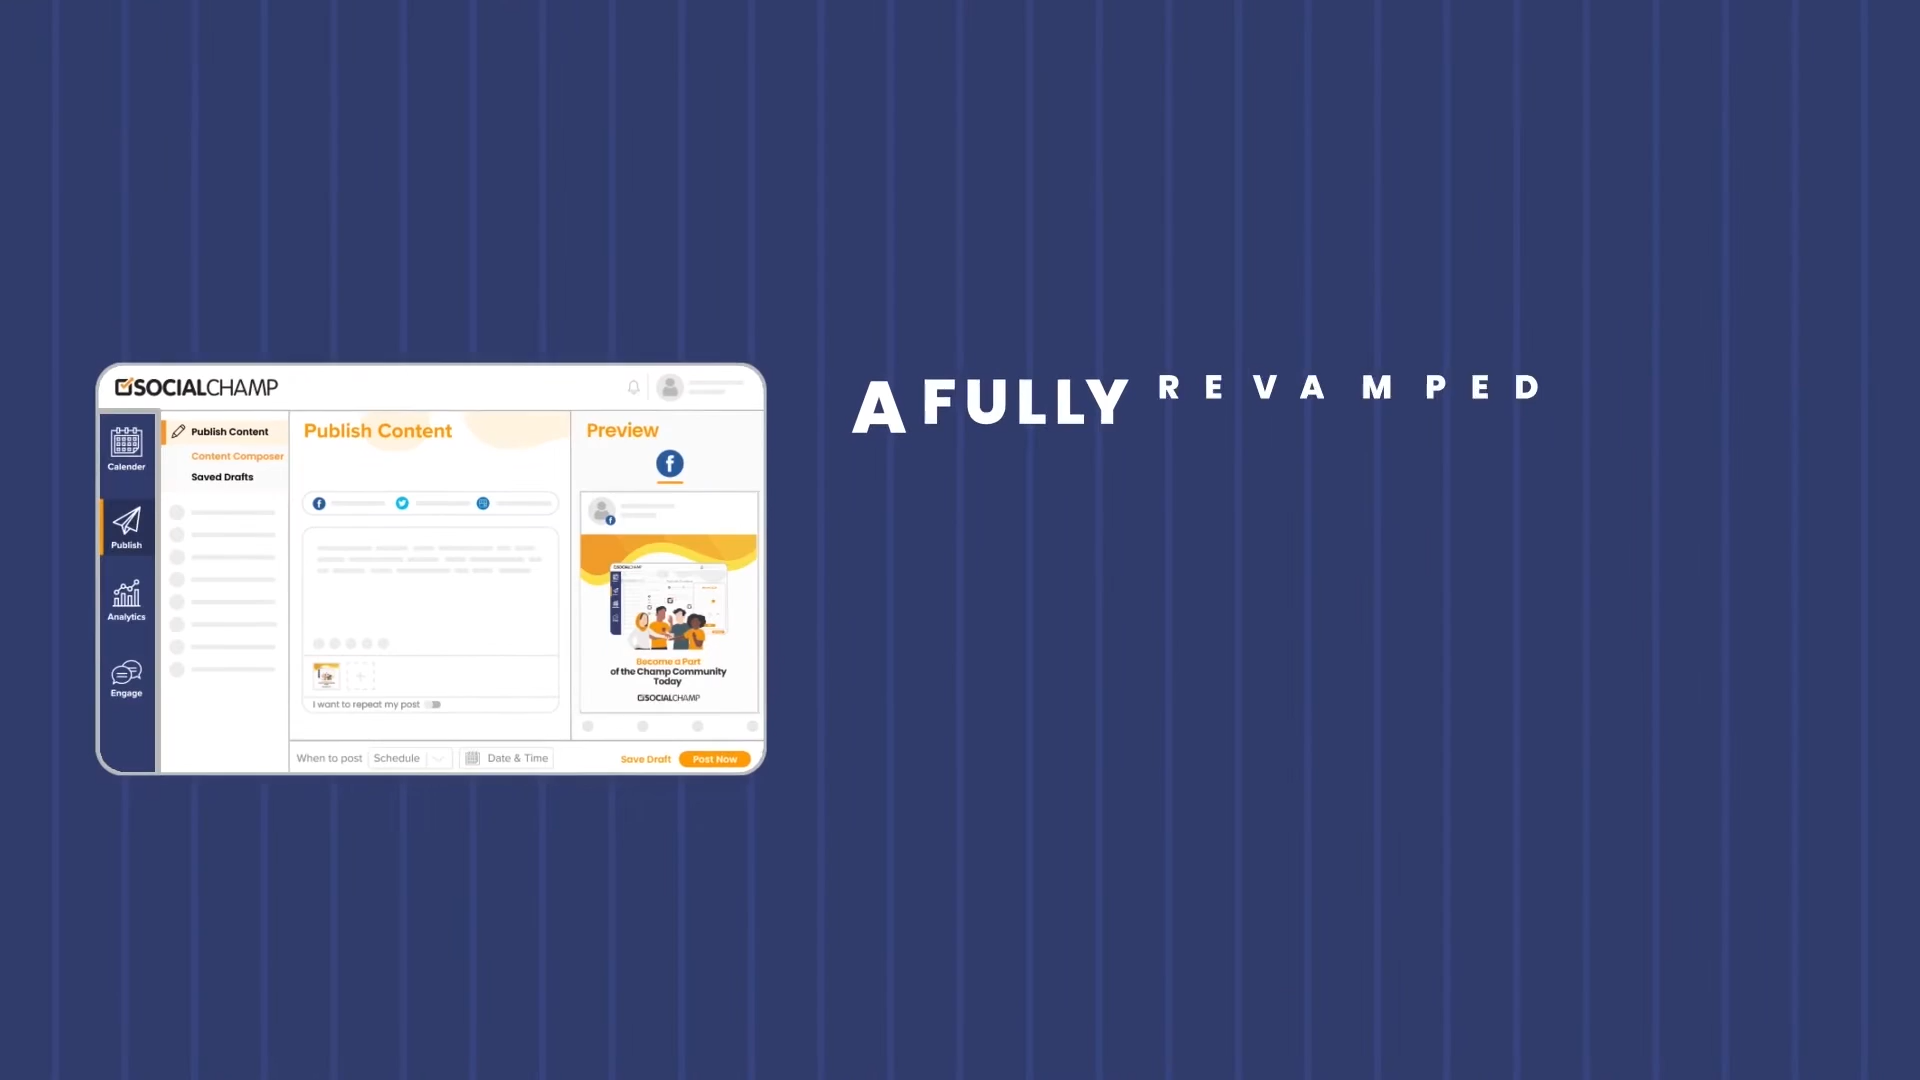 SOCIALCHAMP
A FULLY REVAMPED
Calender
Publish
Analytics
Engage
Publish Content
Content Composer
Saved Drafts
Publish Content
I want to repeat my post
When to post
Schedule
Date & Time
Save Draft
Post Now
Preview
Become a Part
of the Champ Community
Today
SOCIALCHAMP